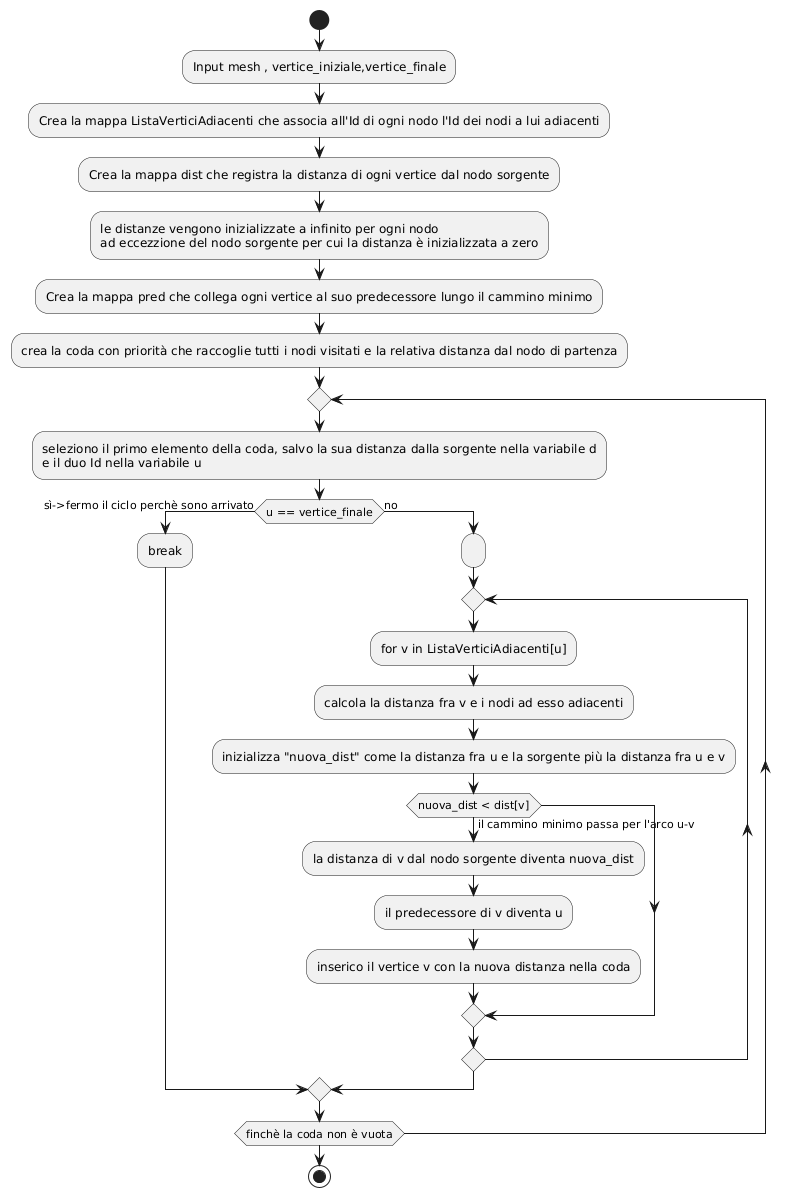 Input mesh , vertice_iniziale,vertice_finale
Crea la mappa ListaVerticiAdiacenti che associa all'Id di ogni nodo l'Id dei nodi a lui adiacenti
Crea la mappa dist che registra la distanza di ogni vertice dal nodo sorgente
le distanze vengono inizializzate a infinito per ogni nodo
ad eccezzione del nodo sorgente per cui la distanza è inizializzata a zero
Crea la mappa pred che collega ogni vertice al suo predecessore lungo il cammino minimo
crea la coda con priorità che raccoglie tutti i nodi visitati e la relativa distanza dal nodo di partenza
seleziono il primo elemento della coda, salvo la sua distanza dalla sorgente nella variabile d
e il duo Id nella variabile u
sì->fermo il ciclo perchè sono arrivato
u == vertice_finale
no
break
for v in ListaVerticiAdiacenti[u]
calcola la distanza fra v e i nodi ad esso adiacenti
inizializza "nuova_dist" come la distanza fra u e la sorgente più la distanza fra u e v
nuova_dist < dist[v]
il cammino minimo passa per l'arco u-v
la distanza di v dal nodo sorgente diventa nuova_dist
il predecessore di v diventa u
inserico il vertice v con la nuova distanza nella coda
finchè la coda non è vuota